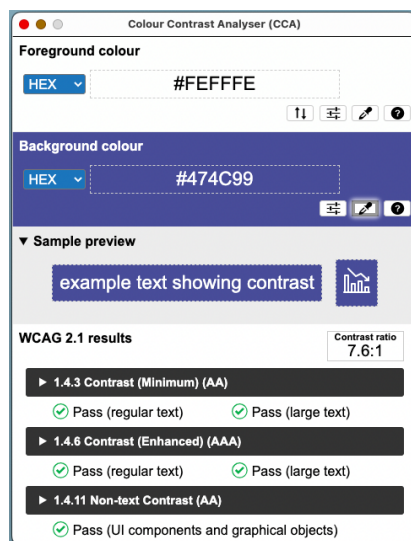 Colour Contrast Analyser (CCA)
Foreground colour
HEX #FEFFFE
Background colour
HEX #474C99
Sample preview
example text showing contrast
WCAG 2.1 results
Contrast ratio
7.6:1
1.4.3 Contrast (Minimum) (AA)
Pass (regular text) Pass (large text)
1.4.6 Contrast (Enhanced) (AAA)
Pass (regular text) Pass (large text)
1.4.11 Non-text Contrast (AA)
Pass (UI components and graphical objects)